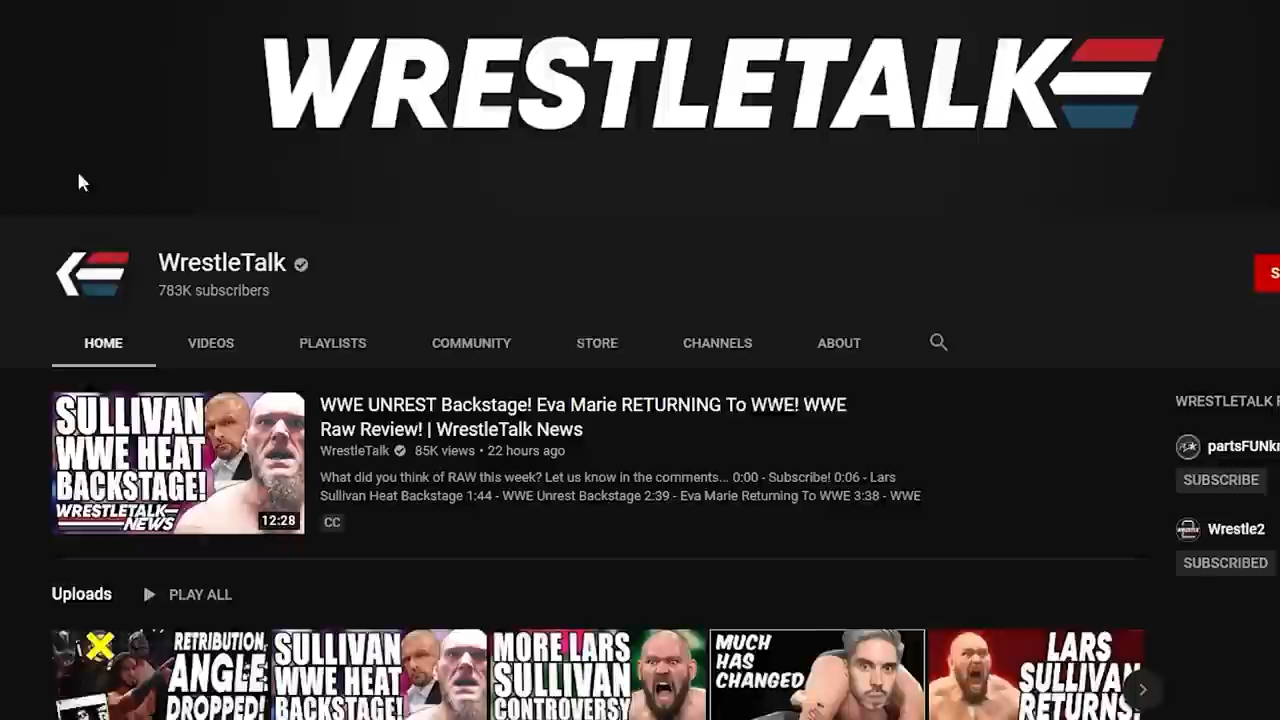 WRESTLETALK
WrestleTalk
783K subscribers
S
HOME
VIDEOS
PLAYLISTS
COMMUNITY
STORE
CHANNELS
ABOUT
SULLIVAN
WWE HEAT
BACKSTAGE!
WRESTLETALK
NEWS
12:28
WWE UNREST Backstage! Eva Marie RETURNING To WWE! WWE
Raw Review! | WrestleTalk News
WrestleTalk 85K views • 22 hours ago
What did you think of RAW this week? Let us know in the comments... 0:00 - Subscribe! 0:06 - Lars
Sullivan Heat Backstage 1:44 - WWE Unrest Backstage 2:39 - Eva Marie Returning To WWE 3:38 - WWE
CC
WRESTLETALK F
partsFUNkn
SUBSCRIBE
Wrestle2
SUBSCRIBED
Uploads
PLAY ALL
RETRIBUTION,
ANGLE
DROPPED!
SULLIVAN
WWE HEAT
BACKSTAGE!
MORE LARS
SULLIVAN
CONTROVERSY
MUCH
HAS
CHANGED
LARS
SULLIVAN
RETURNS!